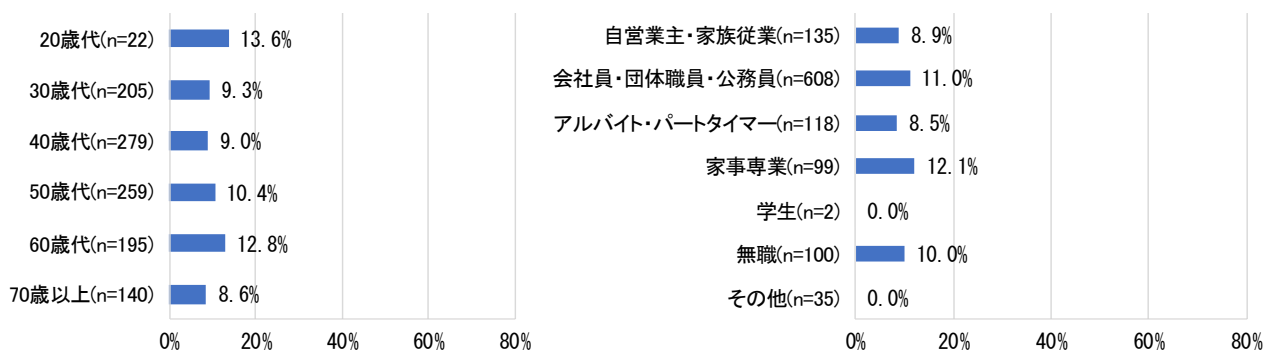 20歳代(n=22) 13.6%
30歳代(n=205) 9.3%
40歳代(n=279) 9.0%
50歳代(n=259) 10.4%
60歳代(n=195) 12.8%
70歳以上(n=140) 8.6%
0% 20% 40% 60% 80%
自営業主・家族従業(n=135) 8.9%
会社員・団体職員・公務員(n=608) 11.0%
アルバイト・パートタイマー(n=118) 8.5%
家事専業(n=99) 12.1%
学生(n=2) 0.0%
無職(n=100) 10.0%
その他(n=35) 0.0%
0% 20% 40% 60% 80%